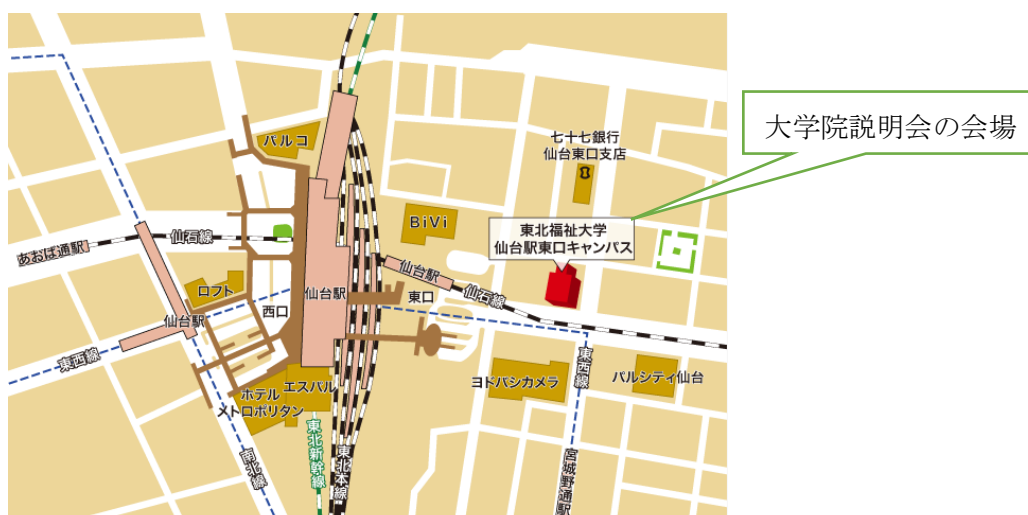 大学院説明会の会場
パルコ
七十七銀行
仙台東口支店
BiVi
東北福祉大学
仙台駅東口キャンパス
あおば通駅
仙石線
仙台駅
仙石線
ロフト
西口
仙台駅
東口
仙台駅
東西線
ホテル
メトロポリタン
エスパル
ヨドバシカメラ
東西線
パルシティ仙台
南北線
東北新幹線
東北本線
宮城野通駅